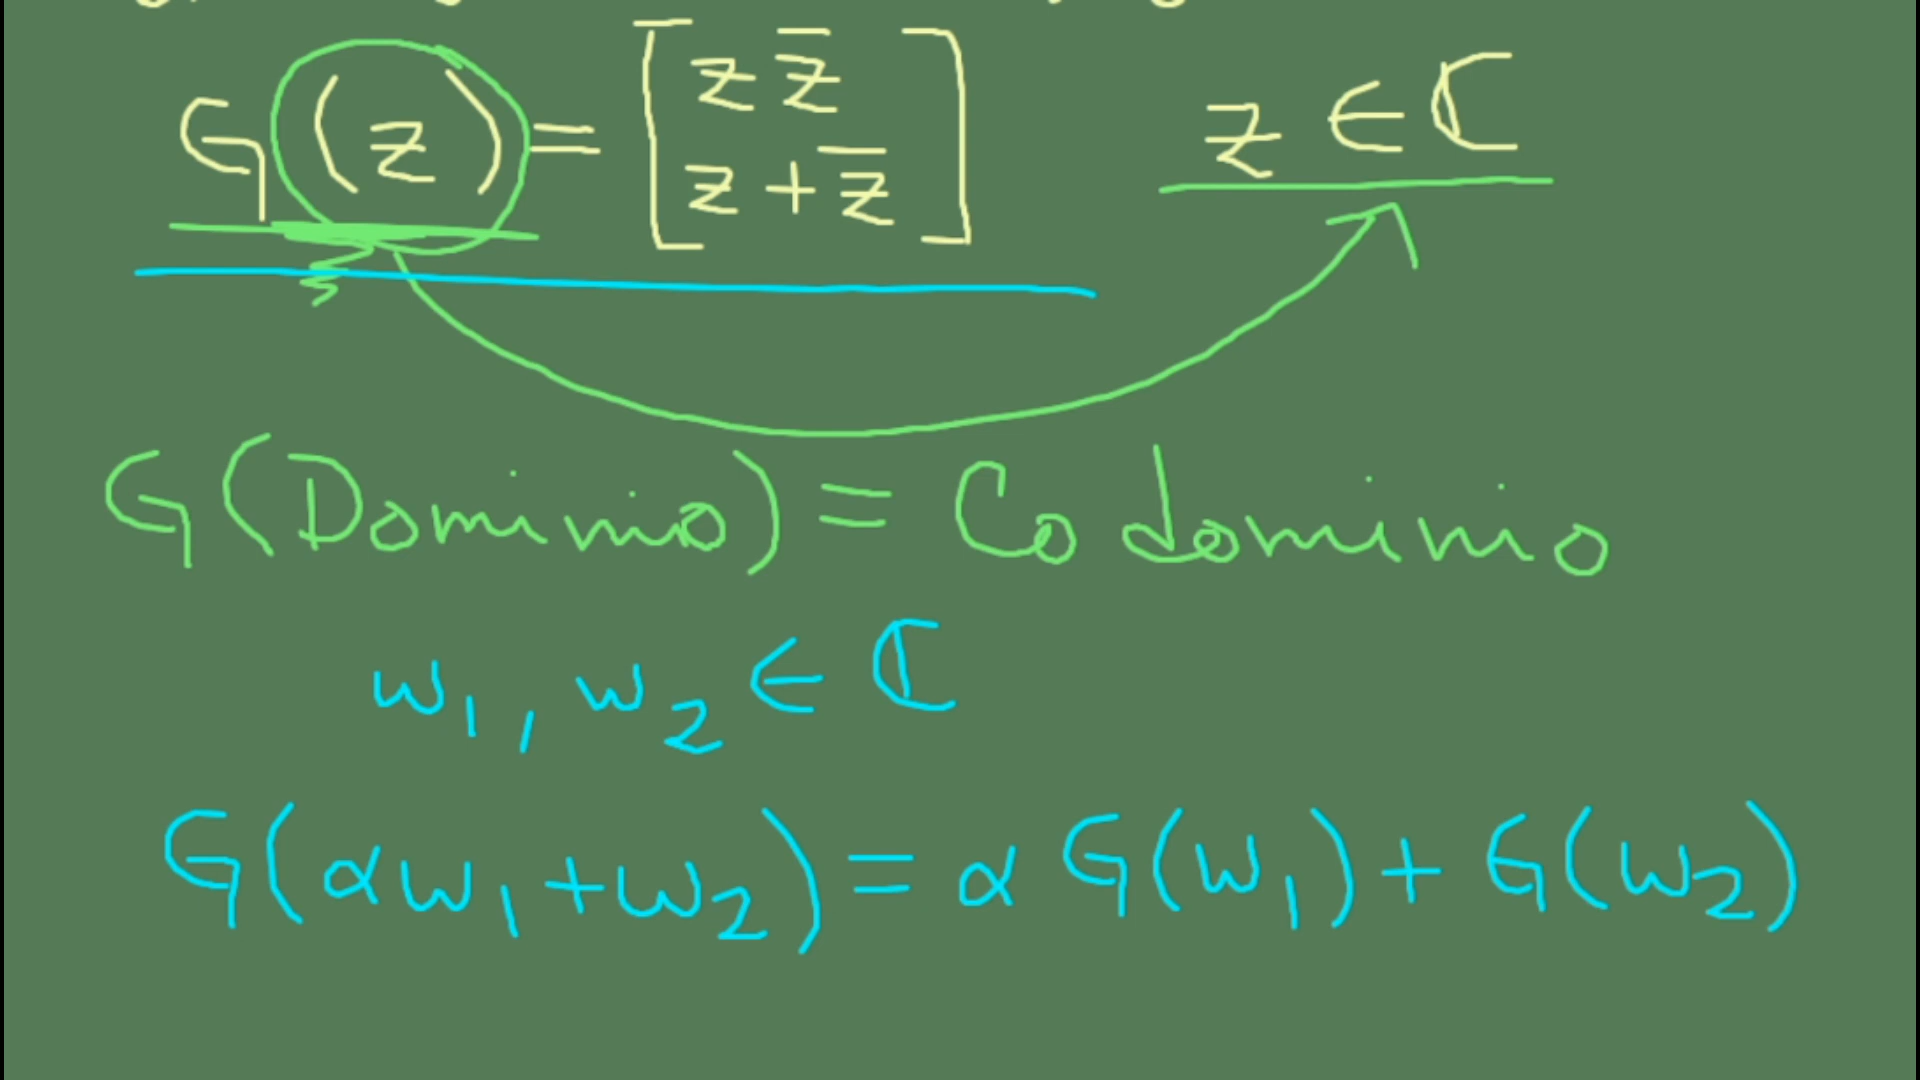 G(z) = [z z̄
z + z̄] z ∈ ℂ
G(Dominio) = Codominio
w₁, w₂ ∈ ℂ
G(αw₁+w₂) = α G(w₁) + G(w₂)